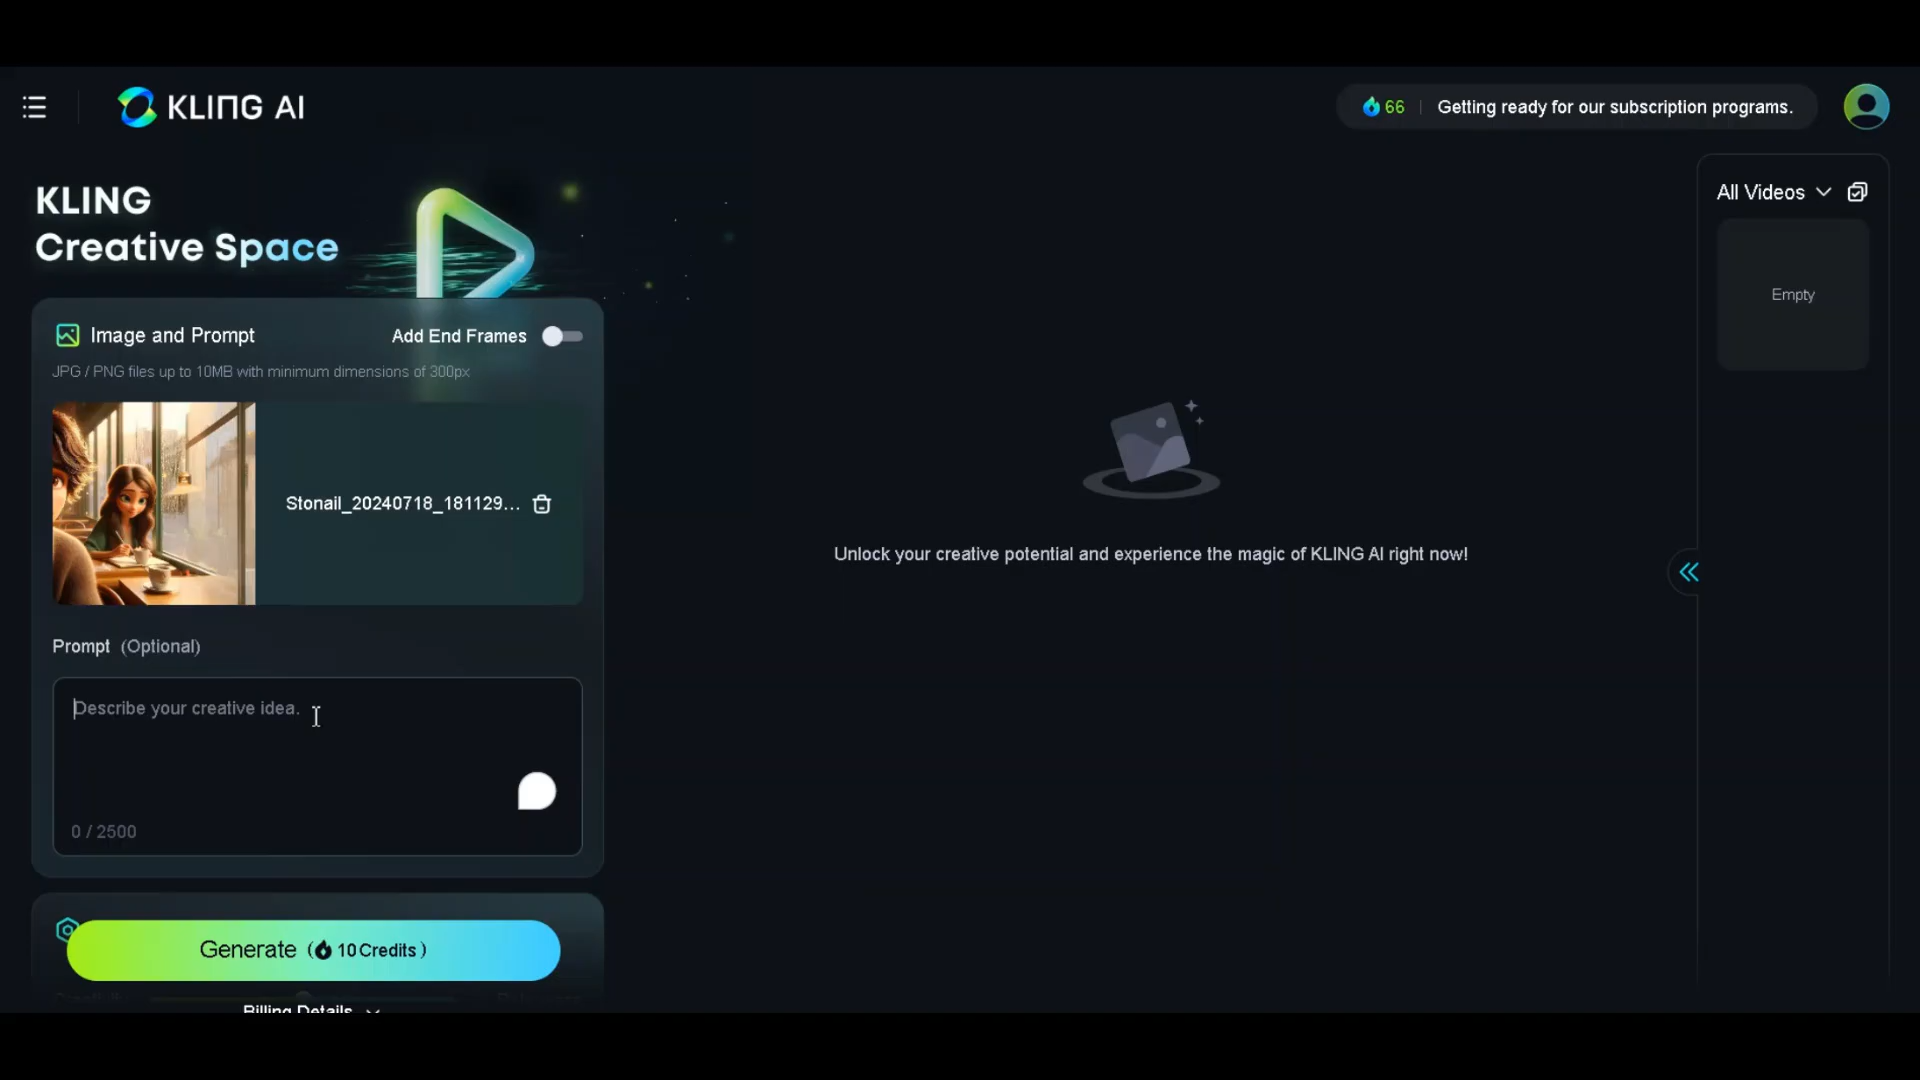 KLING AI
66 | Getting ready for our subscription programs.
KLING
Creative Space
All Videos
Empty
Image and Prompt
Add End Frames
JPG / PNG files up to 10MB with minimum dimensions of 300px
Stonail_20240718_181129...
Unlock your creative potential and experience the magic of KLING AI right now!
Prompt (Optional)
Describe your creative idea.
0 / 2500
Generate ( 10 Credits )
Billing Details